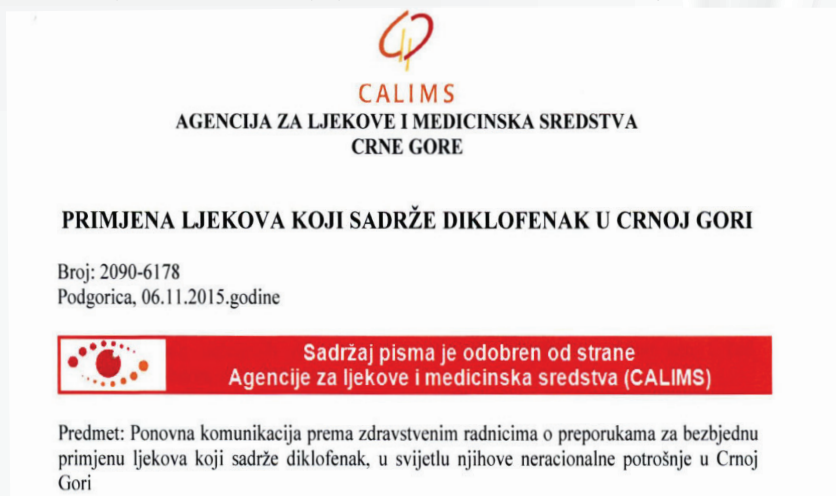 CALIMS
AGENCIJA ZA LJEKOVE I MEDICINSKA SREDSTVA
CRNE GORE
PRIMJENA LJEKOVA KOJI SADRŽE DIKLOFENAK U CRNOJ GORI
Broj: 2090-6178
Podgorica, 06.11.2015.godine
Sadržaj pisma je odobren od strane
Agencije za ljekove i medicinska sredstva (CALIMS)
Predmet: Ponovna komunikacija prema zdravstvenim radnicima o preporukama za bezbjednu
primjenu ljekova koji sadrže diklofenak, u svijetlu njihove neracionalne potrošnje u Crnoj
Gori